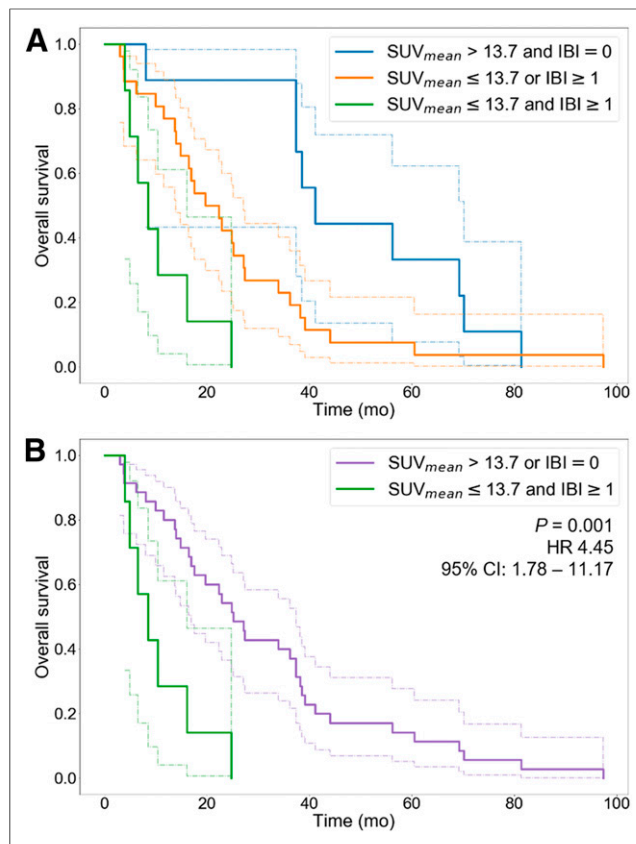 A
SUVmean > 13.7 and IBI = 0
SUVmean ≤ 13.7 or IBI ≥ 1
SUVmean ≤ 13.7 and IBI ≥ 1
Overall survival
1.0
0.8
0.6
0.4
0.2
0.0
0 20 40 60 80 100
Time (mo)
B
SUVmean > 13.7 or IBI = 0
SUVmean ≤ 13.7 and IBI ≥ 1
P = 0.001
HR 4.45
95% CI: 1.78 – 11.17
Overall survival
1.0
0.8
0.6
0.4
0.2
0.0
0 20 40 60 80 100
Time (mo)